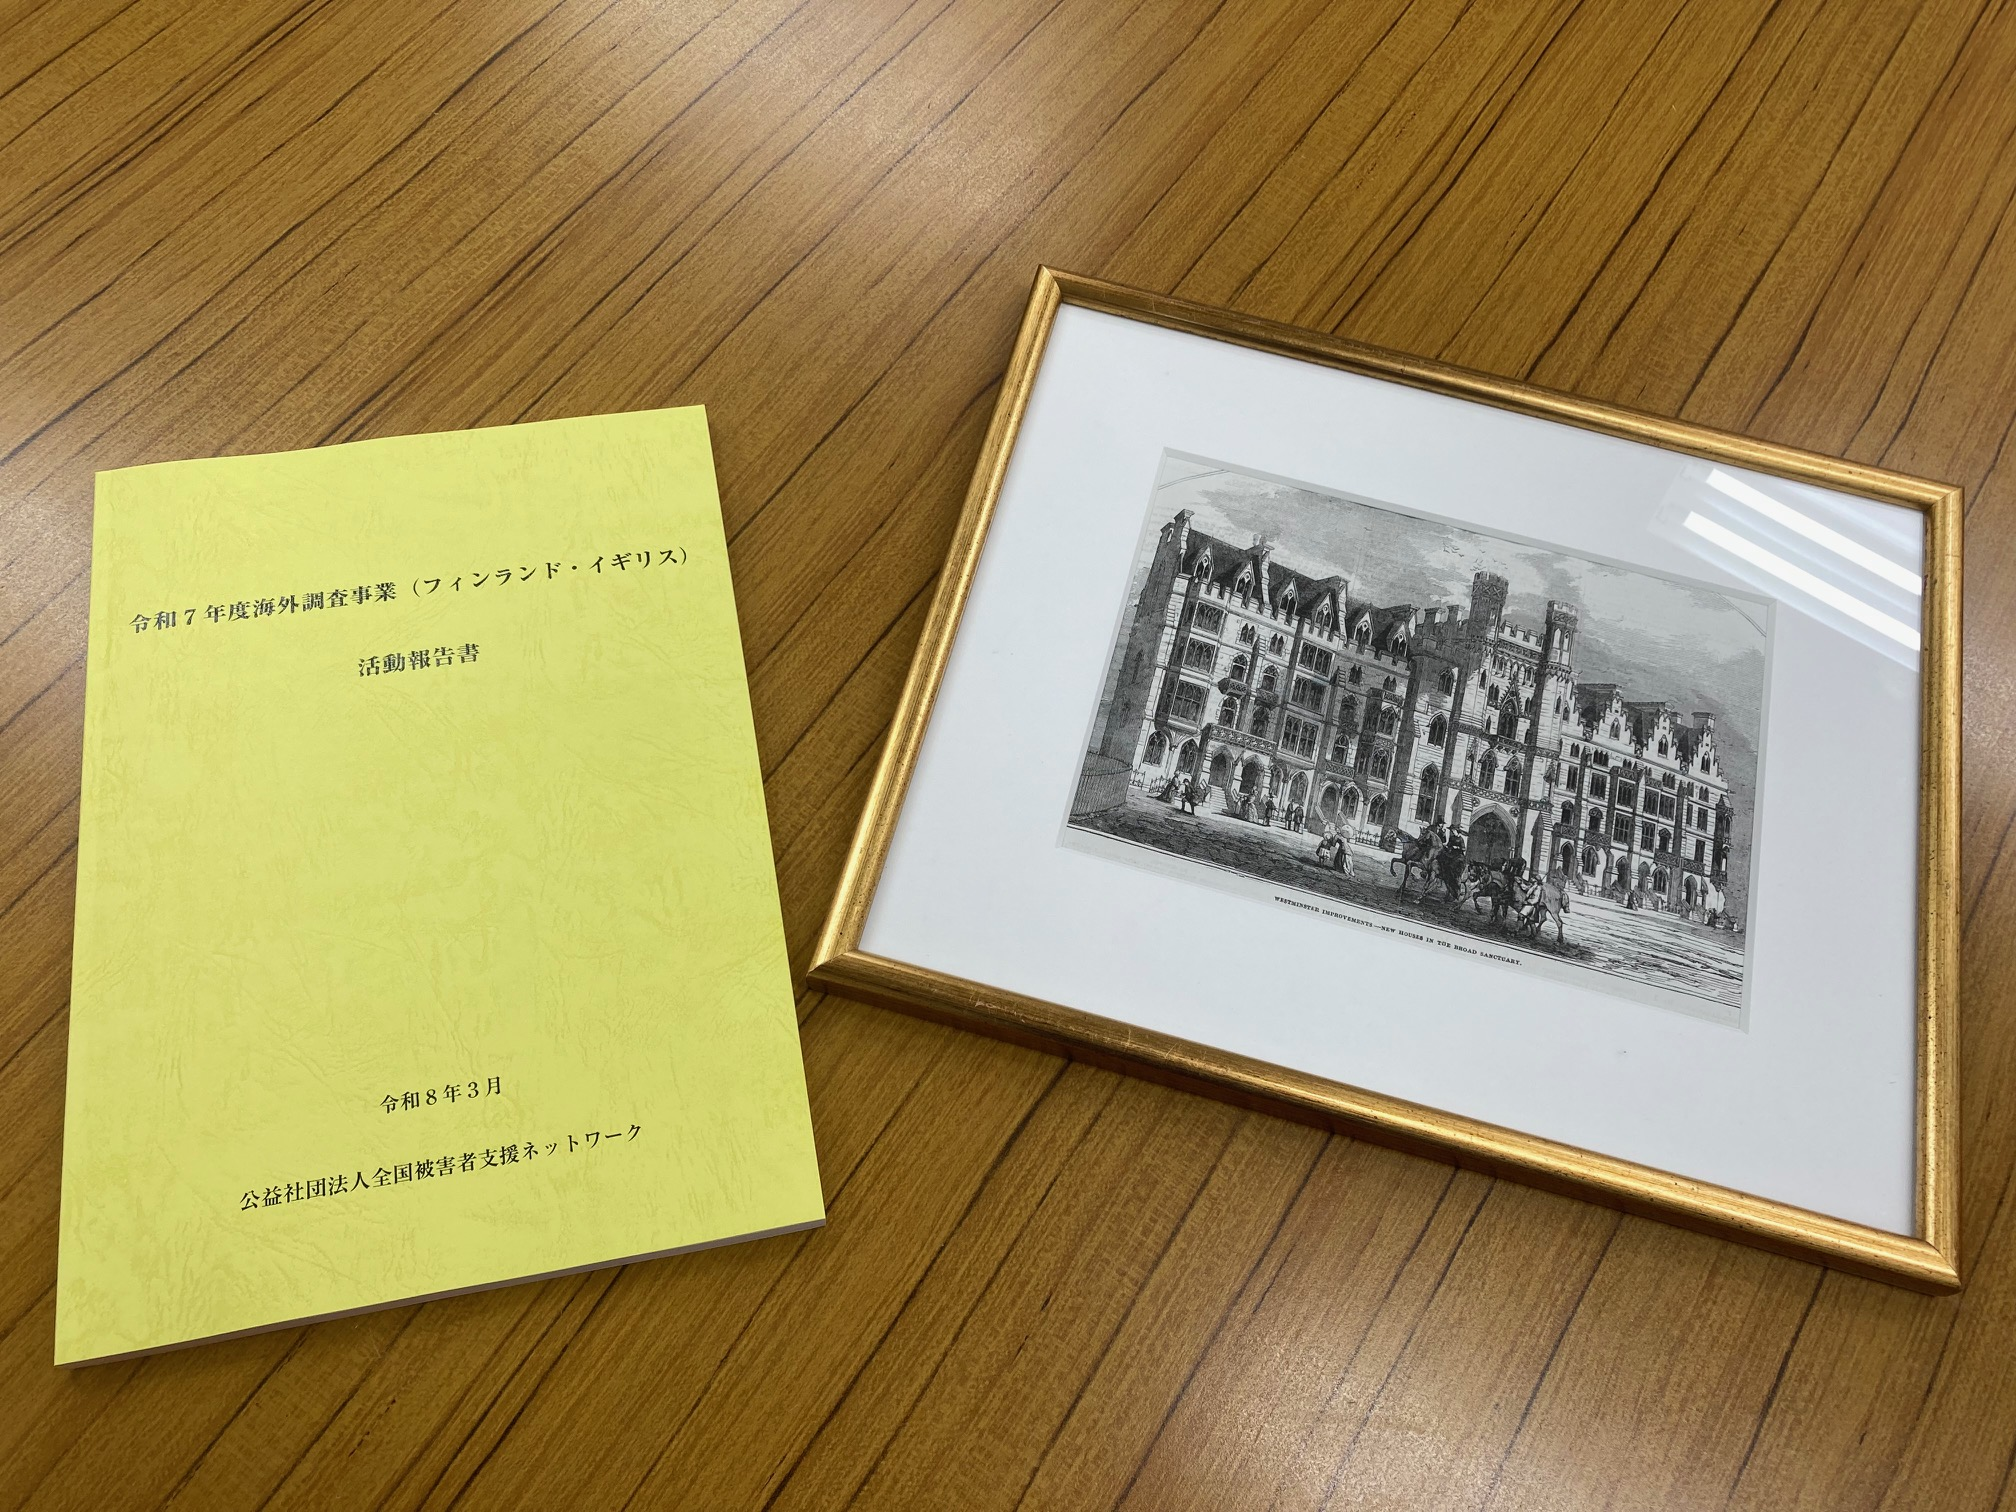 令和７年度海外調査事業（フィンランド・イギリス）
活動報告書
令和８年３月
公益社団法人全国被害者支援ネットワーク
WESTMINSTER IMPROVEMENTS.—NEW HOUSES IN THE BROAD SANCTUARY.